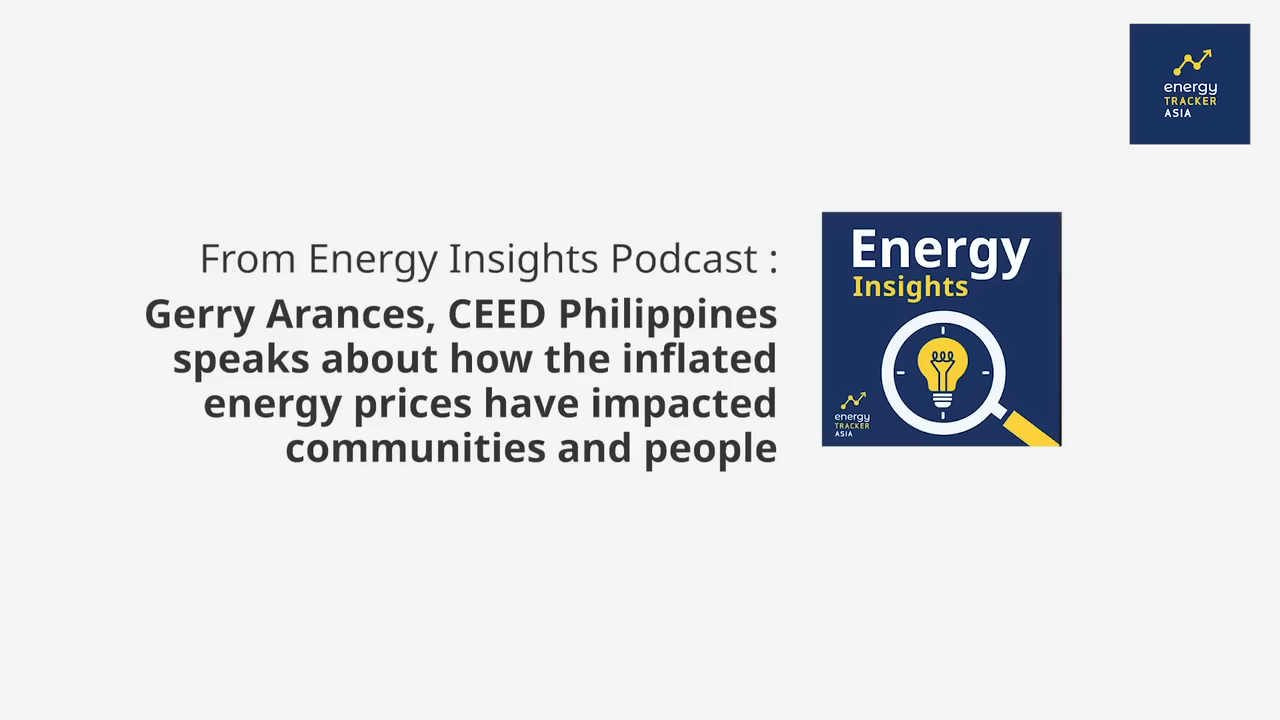 energy
TRACKER
ASIA
From Energy Insights Podcast :
Gerry Arances, CEED Philippines
speaks about how the inflated
energy prices have impacted
communities and people
Energy
Insights
energy
TRACKER
ASIA